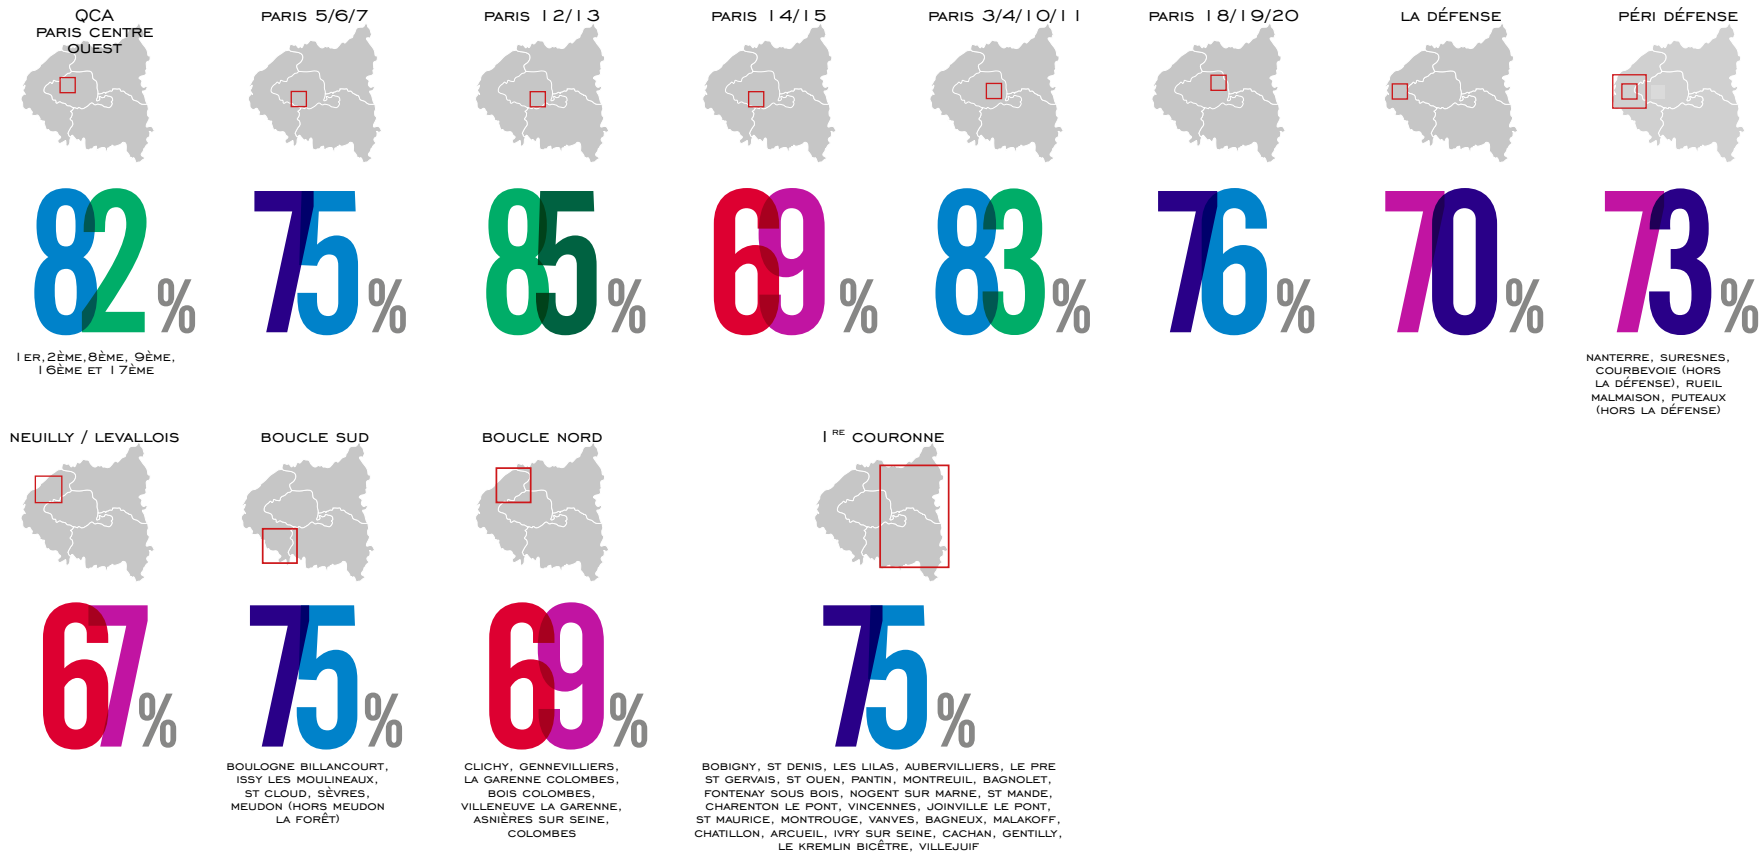 QCA
PARIS CENTRE
OUEST
82%
1ER,2ÈME,8ÈME, 9ÈME,
16ÈME ET 17ÈME
PARIS 5/6/7
75%
PARIS 12/13
85%
PARIS 14/15
69%
PARIS 3/4/10/11
83%
PARIS 18/19/20
76%
LA DÉFENSE
70%
PÉRI DÉFENSE
73%
NANTERRE, SURESNES,
COURBEVOIE (HORS
LA DÉFENSE), RUEIL
MALMAISON, PUTEAUX
(HORS LA DÉFENSE)
NEUILLY / LEVALLOIS
67%
BOUCLE SUD
75%
BOULOGNE BILLANCOURT,
ISSY LES MOULINEAUX,
ST CLOUD, SÈVRES,
MEUDON (HORS MEUDON
LA FORÊT)
BOUCLE NORD
69%
CLICHY, GENNEVILLIERS,
LA GARENNE COLOMBES,
BOIS COLOMBES,
VILLENEUVE LA GARENNE,
ASNIÈRES SUR SEINE,
COLOMBES
1RE COURONNE
75%
BOBIGNY, ST DENIS, LES LILAS, AUBERVILLIERS, LE PRE
ST GERVAIS, ST OUEN, PANTIN, MONTREUIL, BAGNOLET,
FONTENAY SOUS BOIS, NOGENT SUR MARNE, ST MANDE,
CHARENTON LE PONT, VINCENNES, JOINVILLE LE PONT,
ST MAURICE, MONTROUGE, VANVES, BAGNEUX, MALAKOFF,
CHATILLON, ARCUEIL, IVRY SUR SEINE, CACHAN, GENTILLY,
LE KREMLIN BICÊTRE, VILLEJUIF